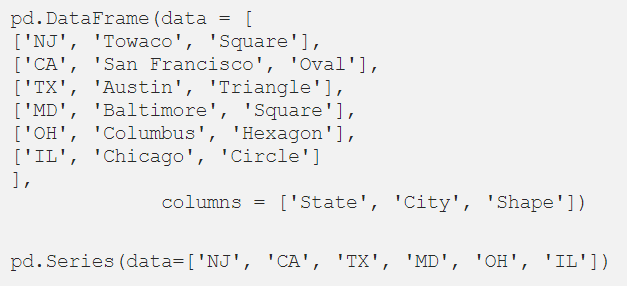 pd.DataFrame(data = [
['NJ', 'Towaco', 'Square'],
['CA', 'San Francisco', 'Oval'],
['TX', 'Austin', 'Triangle'],
['MD', 'Baltimore', 'Square'],
['OH', 'Columbus', 'Hexagon'],
['IL', 'Chicago', 'Circle']
],
columns = ['State', 'City', 'Shape'])
pd.Series(data=['NJ', 'CA', 'TX', 'MD', 'OH', 'IL'])